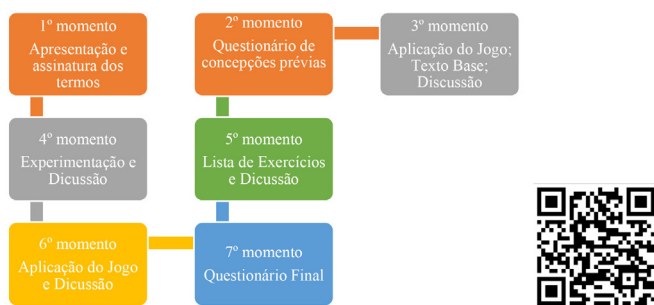 1º momento
Apresentação e
assinatura dos
termos
2º momento
Questionário de
concepções prévias
3º momento
Aplicação do Jogo;
Texto Base;
Discussão
4º momento
Experimentação e
Dicussão
5º momento
Lista de Exercícios
e Dicussão
6º momento
Aplicação do Jogo
e Dicussão
7º momento
Questionário Final